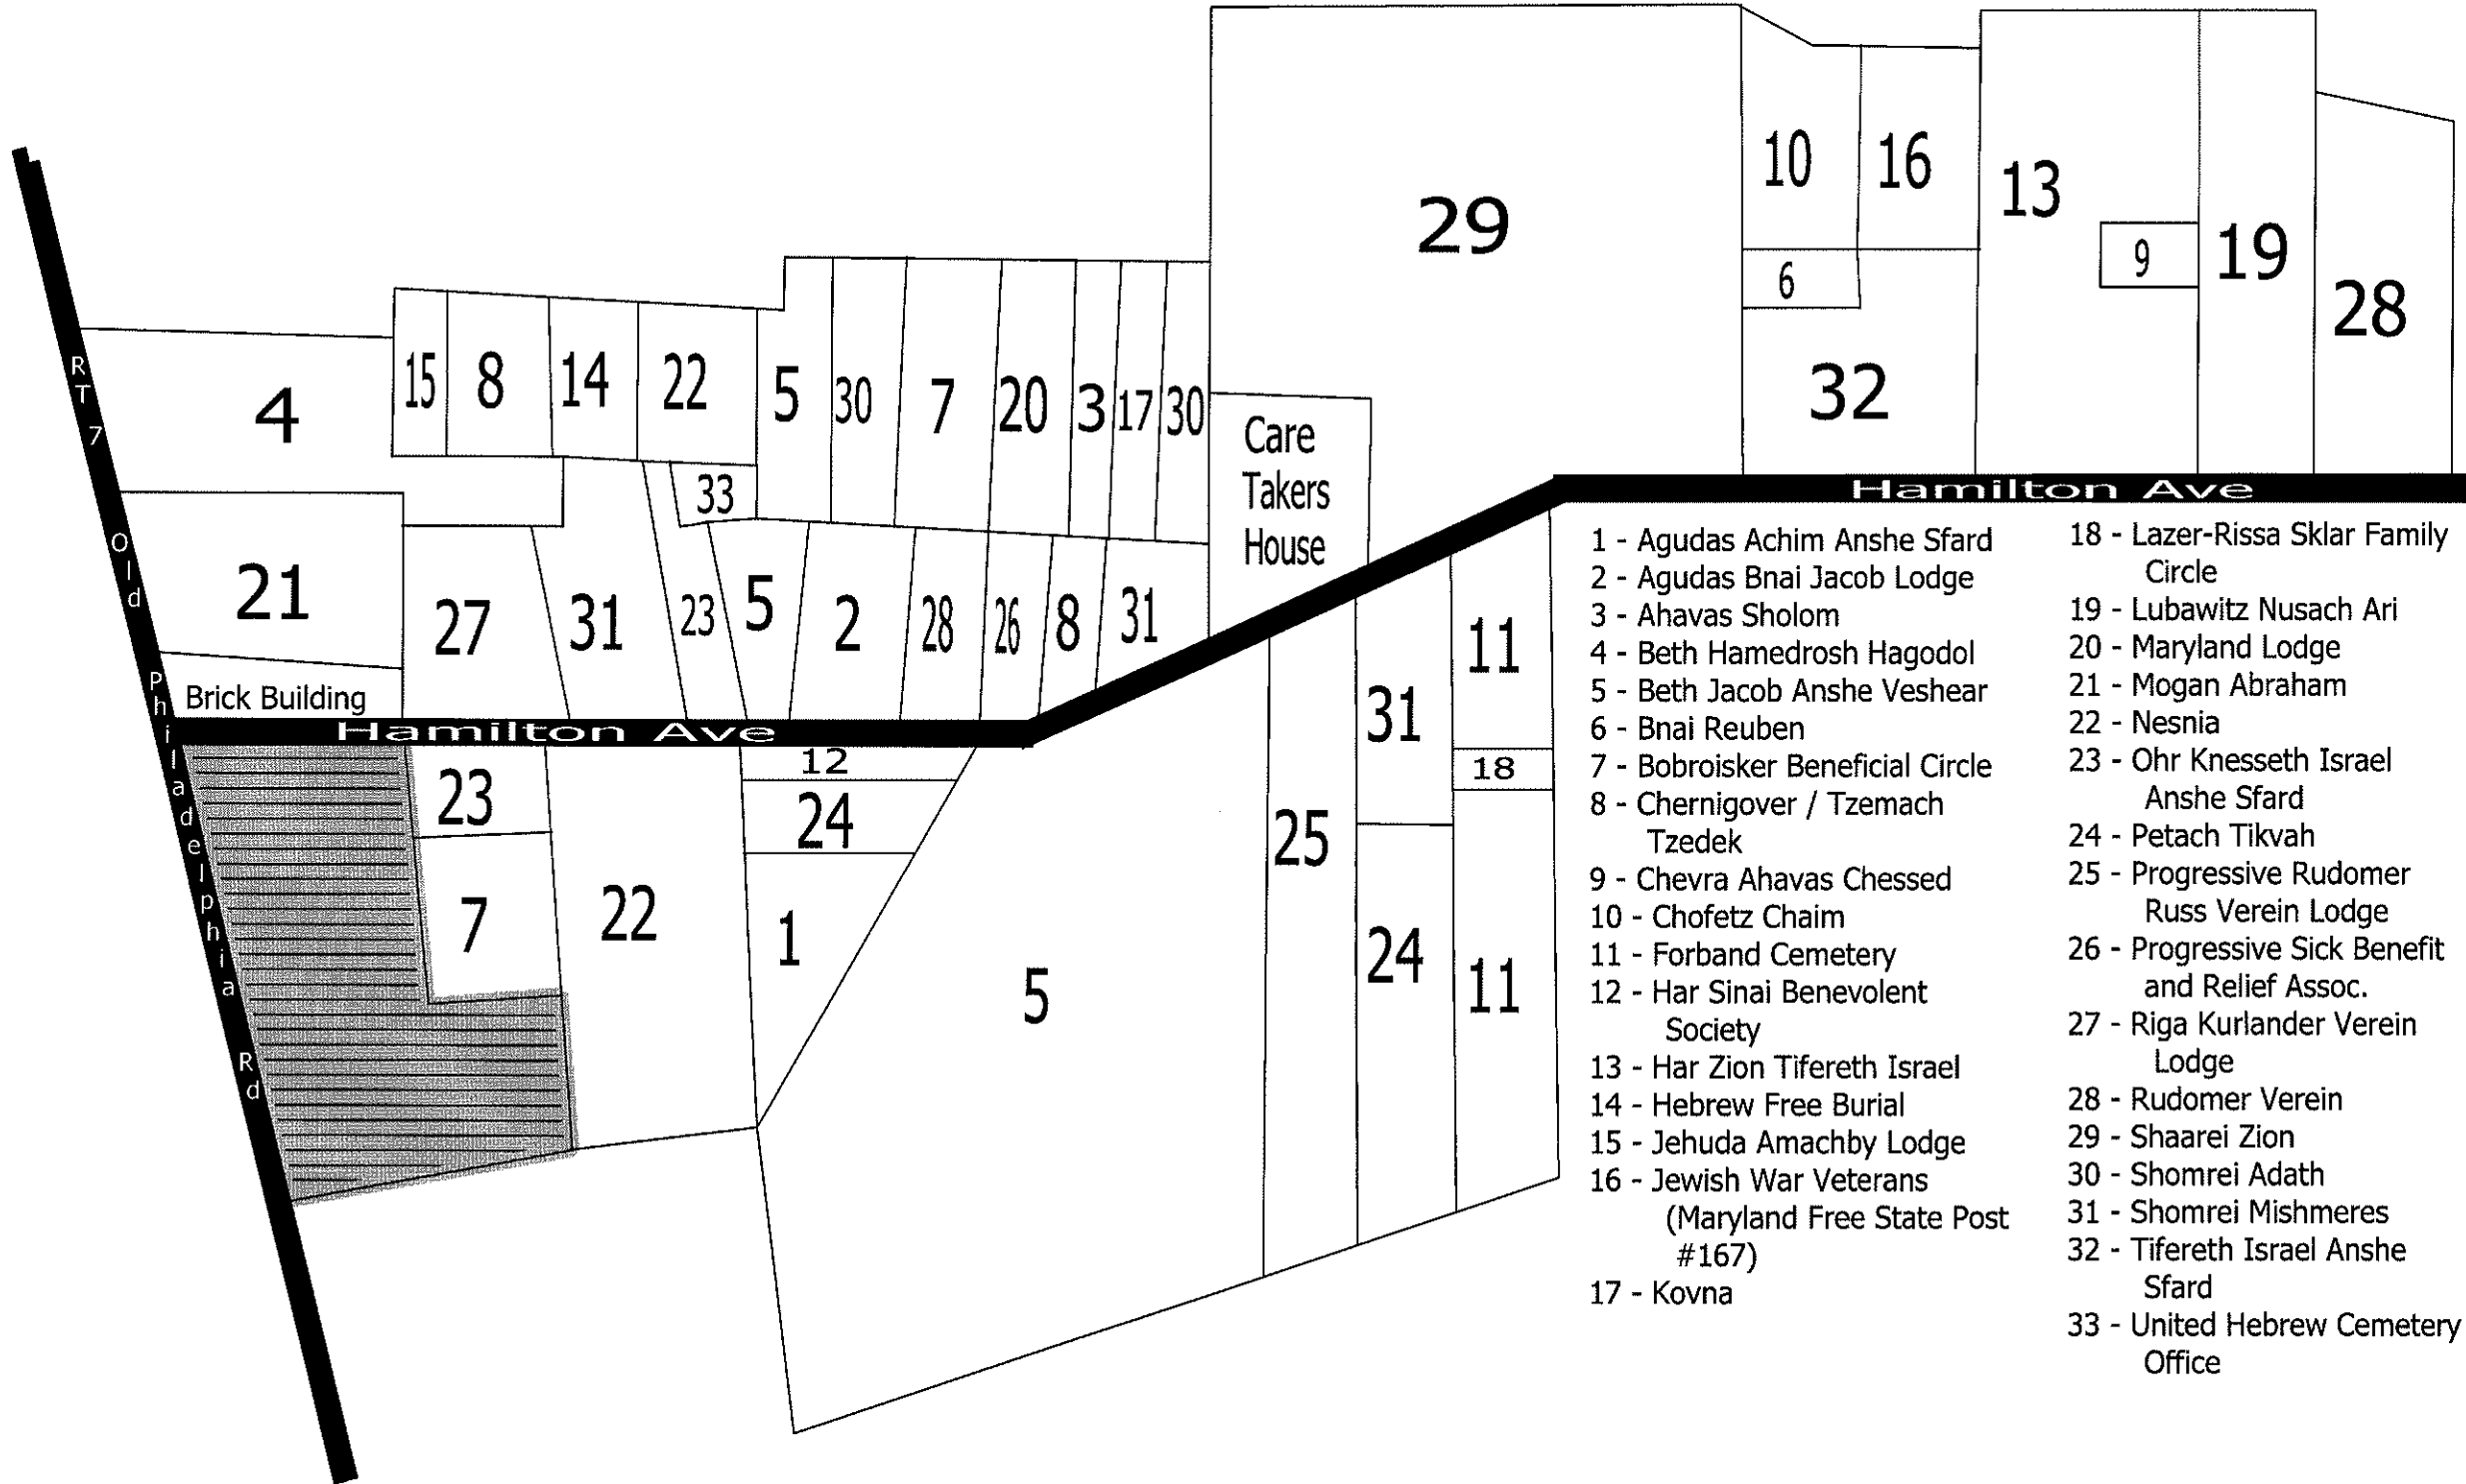 29
10
16
13
6
9
19
28
32
4
15
8
14
22
5
30
7
20
3
17
30
33
Care
Takers
House
21
27
31
23
5
2
28
26
8
31
Brick Building
RT 7 Old Philadelphia Rd
Hamilton Ave
Hamilton Ave
23
7
22
12
24
1
5
25
31
24
11
18
11
1 - Agudas Achim Anshe Sfard
2 - Agudas Bnai Jacob Lodge
3 - Ahavas Sholom
4 - Beth Hamedrosh Hagodol
5 - Beth Jacob Anshe Veshear
6 - Bnai Reuben
7 - Bobroisker Beneficial Circle
8 - Chernigover / Tzemach
Tzedek
9 - Chevra Ahavas Chessed
10 - Chofetz Chaim
11 - Forband Cemetery
12 - Har Sinai Benevolent
Society
13 - Har Zion Tifereth Israel
14 - Hebrew Free Burial
15 - Jehuda Amachby Lodge
16 - Jewish War Veterans
(Maryland Free State Post
#167)
17 - Kovna
18 - Lazer-Rissa Sklar Family
Circle
19 - Lubawitz Nusach Ari
20 - Maryland Lodge
21 - Mogan Abraham
22 - Nesnia
23 - Ohr Knesseth Israel
Anshe Sfard
24 - Petach Tikvah
25 - Progressive Rudomer
Russ Verein Lodge
26 - Progressive Sick Benefit
and Relief Assoc.
27 - Riga Kurlander Verein
Lodge
28 - Rudomer Verein
29 - Shaarei Zion
30 - Shomrei Adath
31 - Shomrei Mishmeres
32 - Tifereth Israel Anshe
Sfard
33 - United Hebrew Cemetery
Office